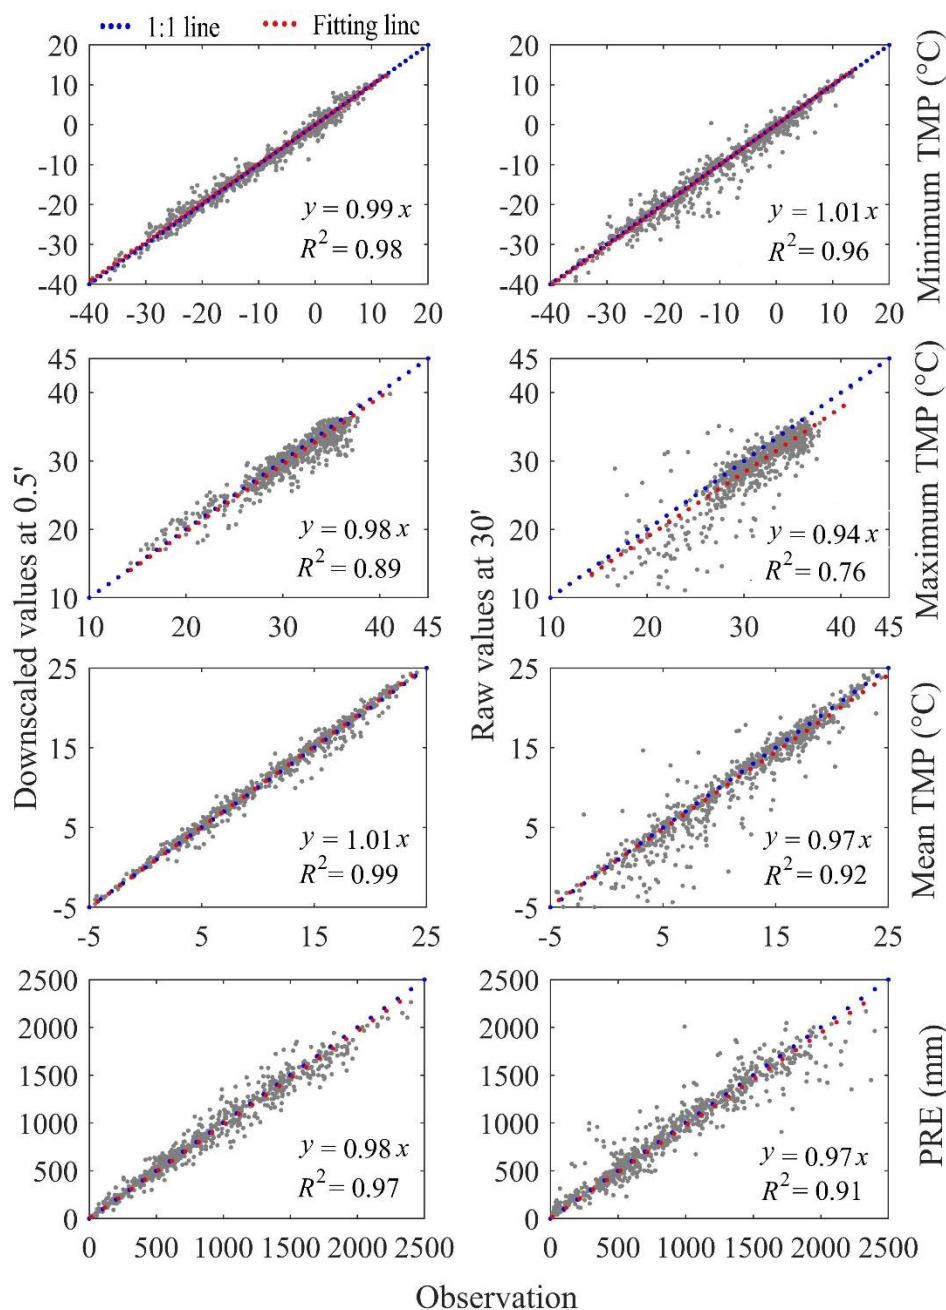 1:1 line Fitting line
20 20
10 10
0 0
-10 -10
-20 y = 0.99 x -20 y = 1.01 x
-30 R² = 0.98 -30 R² = 0.96
-40 -40
-40 -30 -20 -10 0 10 20 -40 -30 -20 -10 0 10 20
Minimum TMP (°C)
45 45
40 40
30 30
20 y = 0.98 x 20 y = 0.94 x
R² = 0.89 R² = 0.76
10 10
10 20 30 40 45 10 20 30 40 45
Maximum TMP (°C)
Downscaled values at 0.5'
Raw values at 30'
25 25
15 15
5 y = 1.01 x 5 y = 0.97 x
R² = 0.99 R² = 0.92
-5 -5
-5 5 15 25 -5 5 15 25
Mean TMP (°C)
2500 2500
2000 2000
1500 1500
1000 1000
500 y = 0.98 x 500 y = 0.97 x
R² = 0.97 R² = 0.91
0 0
0 500 1000 1500 2000 2500 0 500 1000 1500 2000 2500
PRE (mm)
Observation